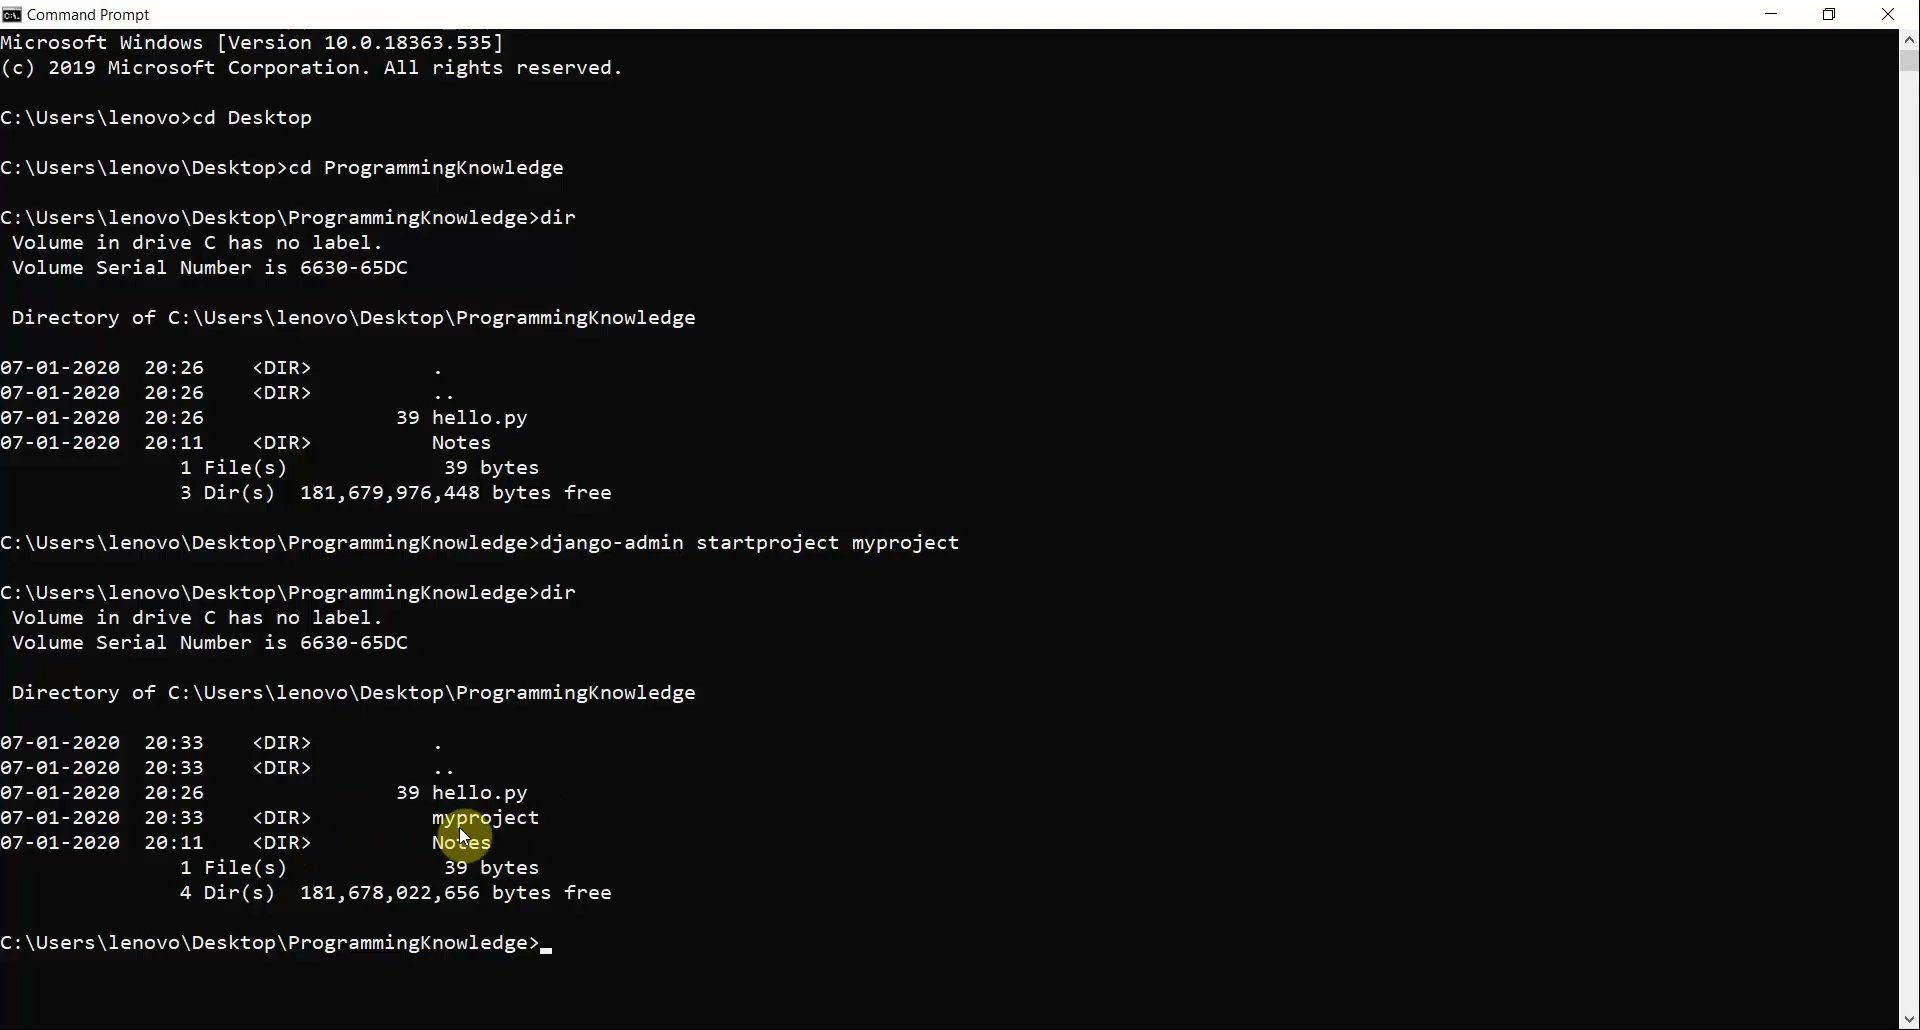 Command Prompt
Microsoft Windows [Version 10.0.18363.535]
(c) 2019 Microsoft Corporation. All rights reserved.
C:\Users\lenovo>cd Desktop
C:\Users\lenovo\Desktop>cd ProgrammingKnowledge
C:\Users\lenovo\Desktop\ProgrammingKnowledge>dir
Volume in drive C has no label.
Volume Serial Number is 6630-65DC
Directory of C:\Users\lenovo\Desktop\ProgrammingKnowledge
07-01-2020  20:26    <DIR>          .
07-01-2020  20:26    <DIR>          ..
07-01-2020  20:26                39 hello.py
07-01-2020  20:11    <DIR>          Notes
1 File(s)             39 bytes
3 Dir(s)  181,679,976,448 bytes free
C:\Users\lenovo\Desktop\ProgrammingKnowledge>django-admin startproject myproject
C:\Users\lenovo\Desktop\ProgrammingKnowledge>dir
Volume in drive C has no label.
Volume Serial Number is 6630-65DC
Directory of C:\Users\lenovo\Desktop\ProgrammingKnowledge
07-01-2020  20:33    <DIR>          .
07-01-2020  20:33    <DIR>          ..
07-01-2020  20:26                39 hello.py
07-01-2020  20:33    <DIR>          myproject
07-01-2020  20:11    <DIR>          Notes
1 File(s)             39 bytes
4 Dir(s)  181,678,022,656 bytes free
C:\Users\lenovo\Desktop\ProgrammingKnowledge>